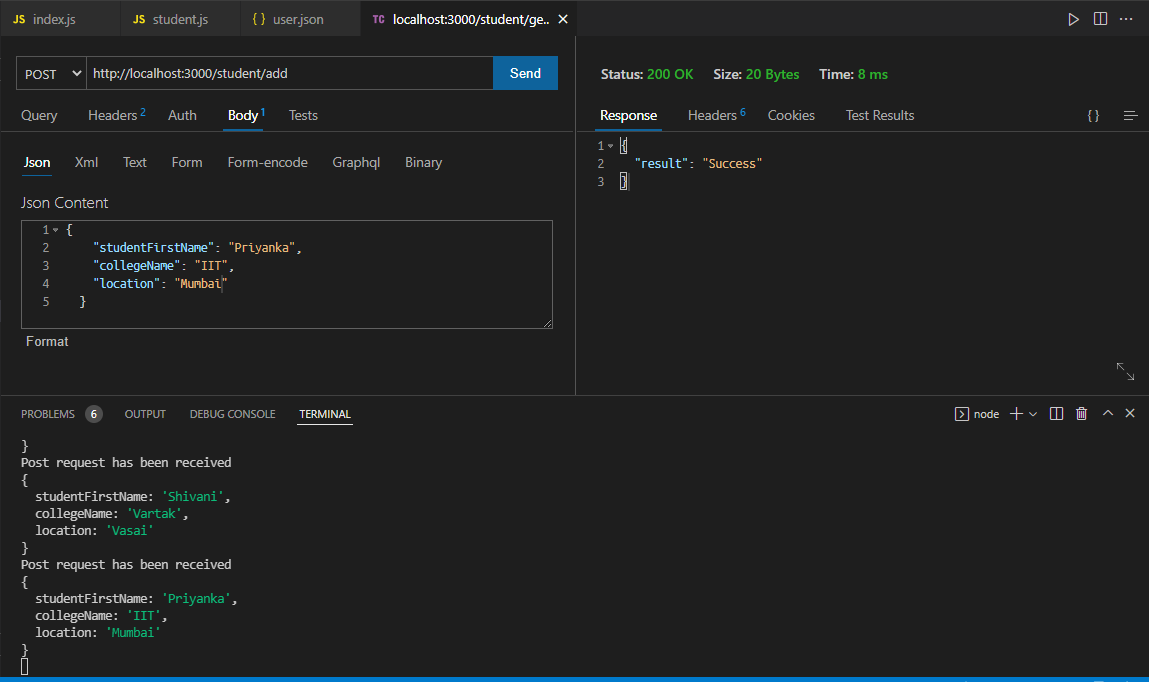 JS index.js JS student.js { } user.json TC localhost:3000/student/ge..
POST http://localhost:3000/student/add Send
Query Headers 2 Auth Body 1 Tests
Json Xml Text Form Form-encode Graphql Binary
Json Content
1 {
2 "studentFirstName": "Priyanka",
3 "collegeName": "IIT",
4 "location": "Mumbai"
5 }
Format
Status: 200 OK Size: 20 Bytes Time: 8 ms
Response Headers 6 Cookies Test Results { }
1 {
2 "result": "Success"
3 }
PROBLEMS 6 OUTPUT DEBUG CONSOLE TERMINAL node
}
Post request has been received
{
studentFirstName: 'Shivani',
collegeName: 'Vartak',
location: 'Vasai'
}
Post request has been received
{
studentFirstName: 'Priyanka',
collegeName: 'IIT',
location: 'Mumbai'
}